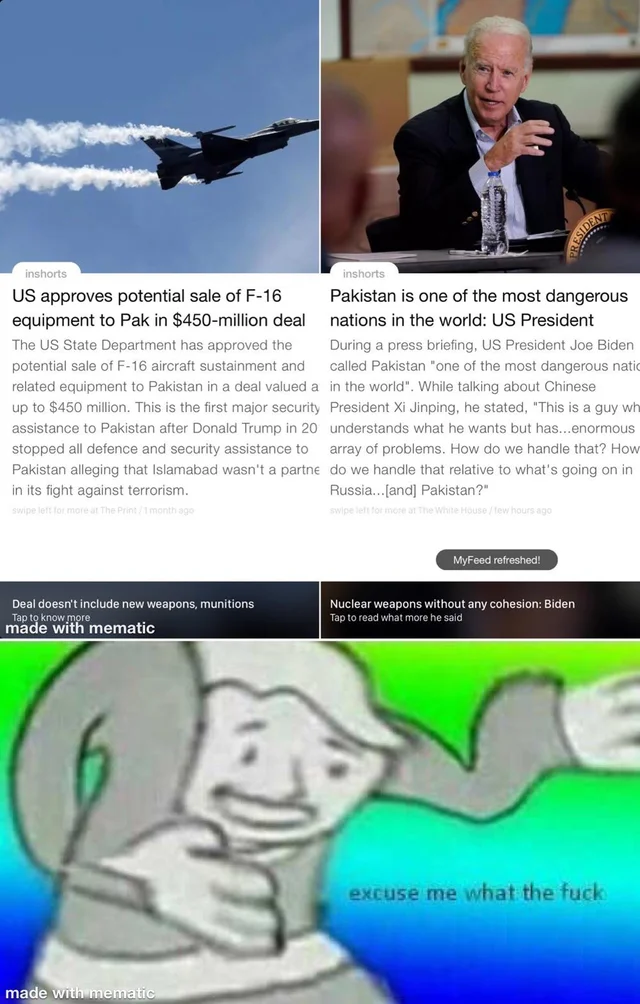 inshorts
US approves potential sale of F-16
equipment to Pak in $450-million deal
The US State Department has approved the
potential sale of F-16 aircraft sustainment and
related equipment to Pakistan in a deal valued a
up to $450 million. This is the first major security
assistance to Pakistan after Donald Trump in 20
stopped all defence and security assistance to
Pakistan alleging that Islamabad wasn't a partne
in its fight against terrorism.
swipe left for more at The Print / 1 month ago
Deal doesn't include new weapons, munitions
Tap to know more
made with mematic
PRESIDENT
inshorts
Pakistan is one of the most dangerous
nations in the world: US President
During a press briefing, US President Joe Biden
called Pakistan "one of the most dangerous natio
in the world". While talking about Chinese
President Xi Jinping, he stated, "This is a guy wh
understands what he wants but has...enormous
array of problems. How do we handle that? How
do we handle that relative to what's going on in
Russia...[and] Pakistan?"
swipe left for more at The White House / few hours ago
MyFeed refreshed!
Nuclear weapons without any cohesion: Biden
Tap to read what more he said
excuse me what the fuck
made with mematic